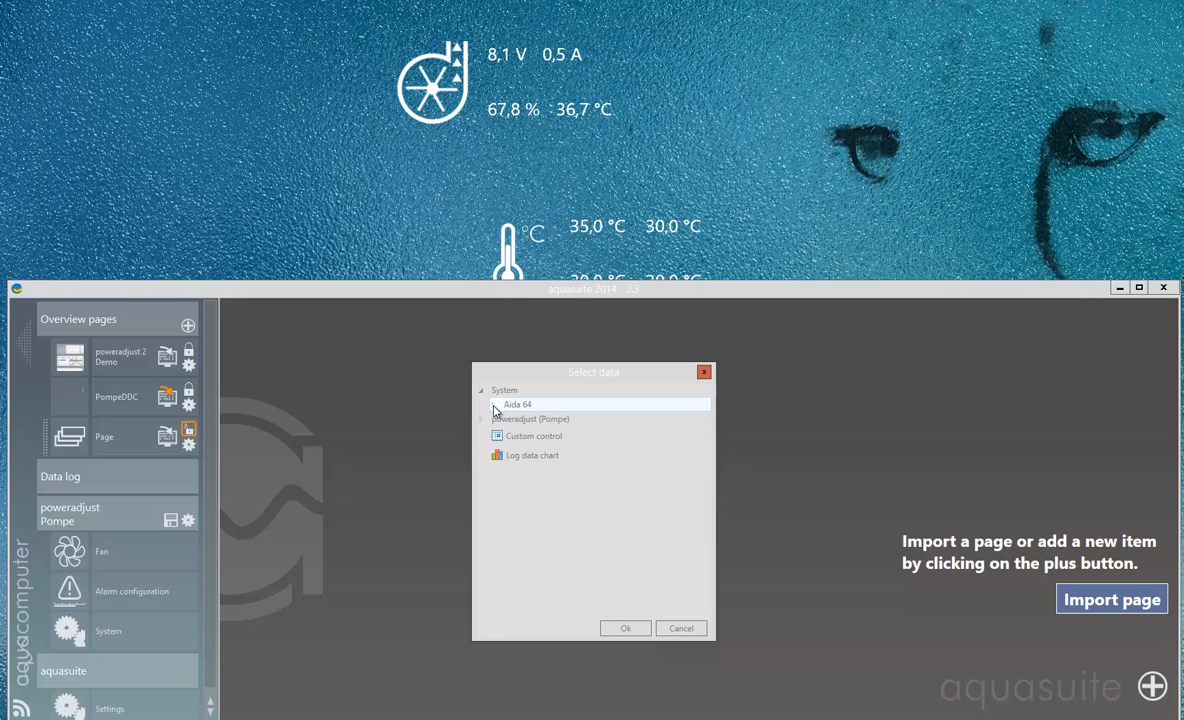 8,1 V 0,5 A
67,8 % 36,7 °C
°C
35,0 °C 30,0 °C
aquasuite 2014 - 2.3
Overview pages
poweradjust 2
Demo
PompeDDC
Page
Data log
poweradjust
Pompe
Fan
Alarm configuration
System
aquasuite
Settings
aquacomputer
Select data
x
System
Aida 64
poweradjust (Pompe)
Custom control
Log data chart
Ok Cancel
Import a page or add a new item
by clicking on the plus button.
Import page
aquasuite